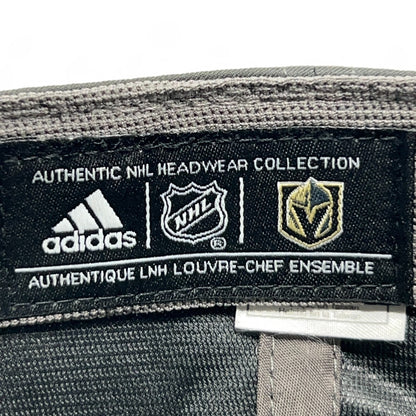 AUTHENTIC NHL HEADWEAR COLLECTION
adidas NHL ®
AUTHENTIQUE LNH LOUVRE-CHEF ENSEMBLE